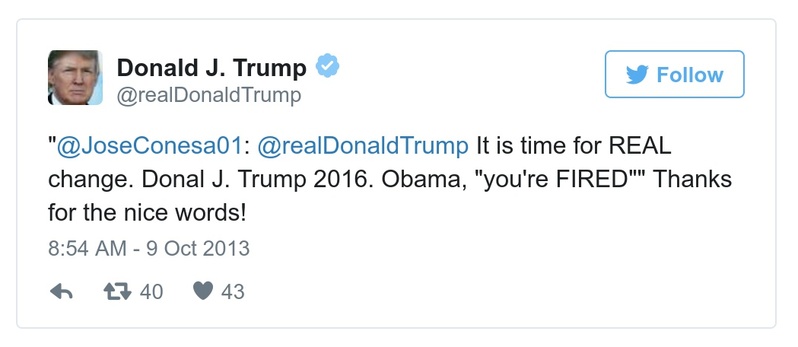 Donald J. Trump
@realDonaldTrump
Follow
"@JoseConesa01: @realDonaldTrump It is time for REAL
change. Donal J. Trump 2016. Obama, "you're FIRED"" Thanks
for the nice words!
8:54 AM - 9 Oct 2013
40 43